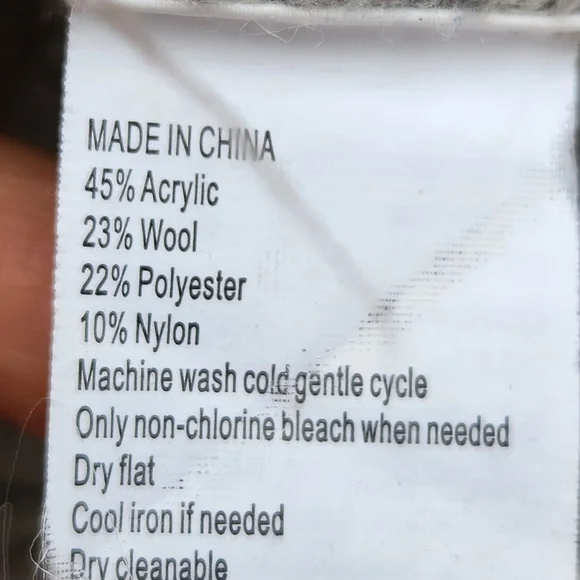 MADE IN CHINA
45% Acrylic
23% Wool
22% Polyester
10% Nylon
Machine wash cold gentle cycle
Only non-chlorine bleach when needed
Dry flat
Cool iron if needed
Dry cleanable